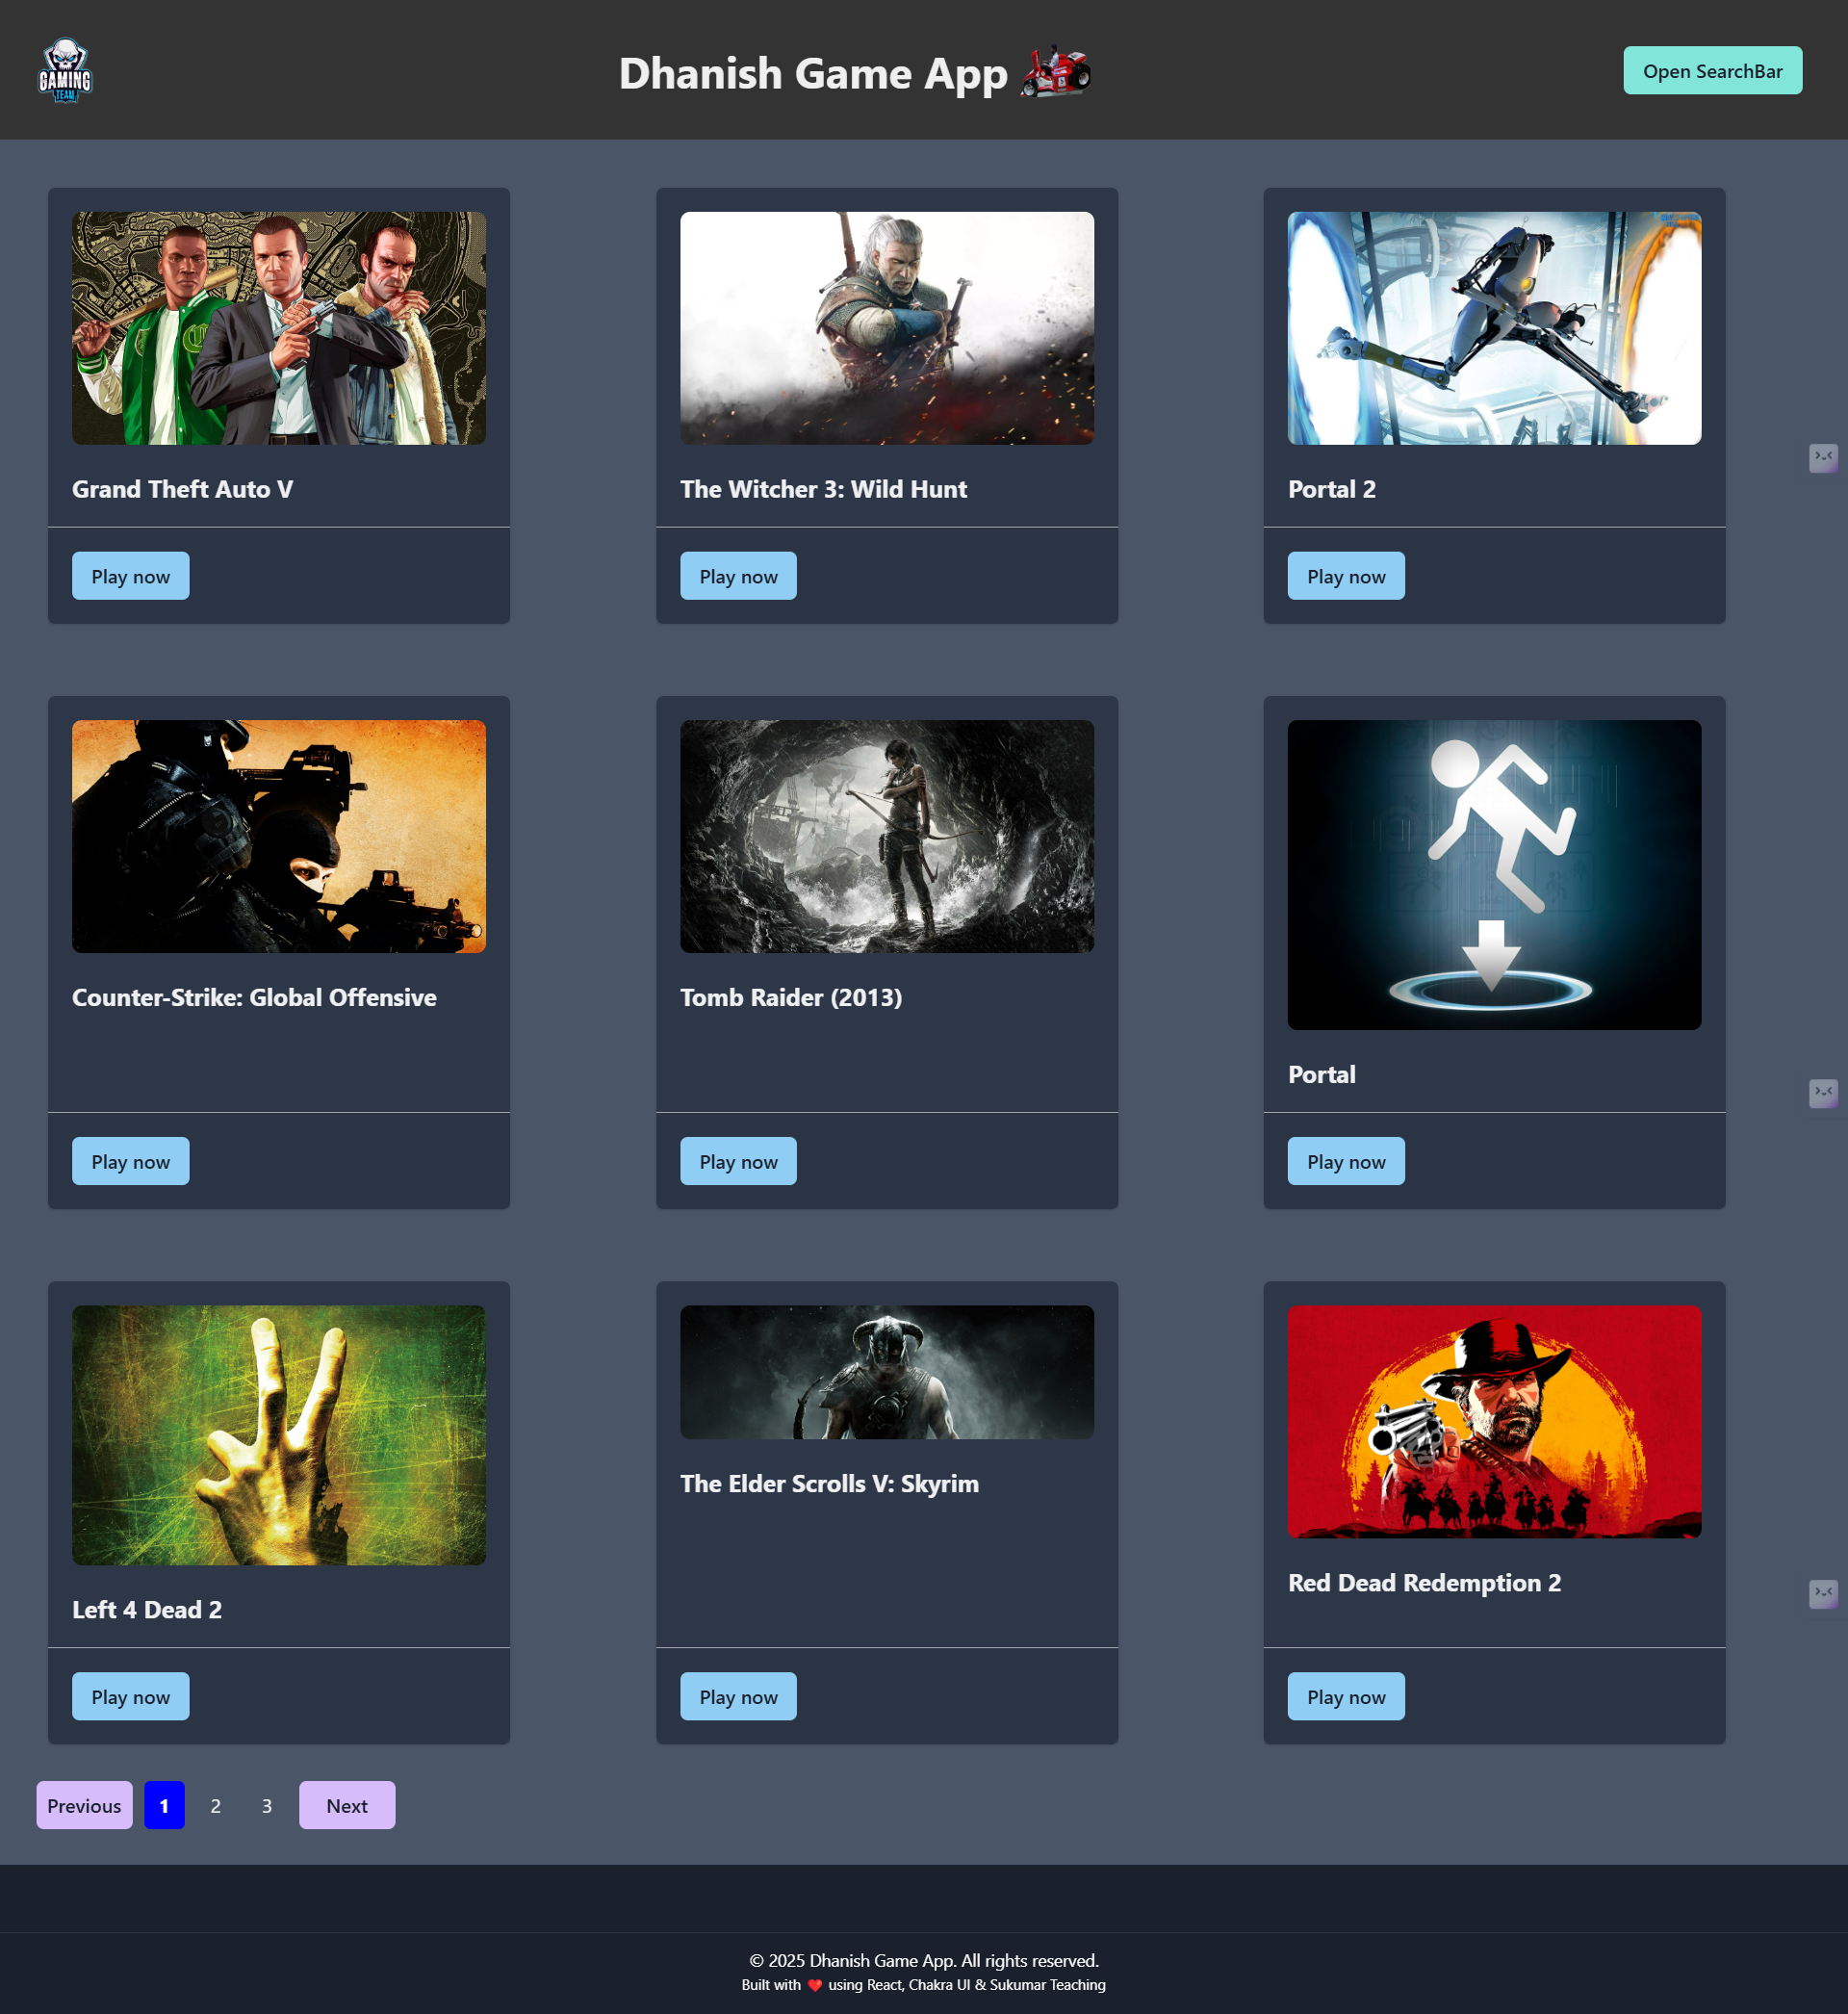 GAMING
TEAM
Dhanish Game App
Open SearchBar
Grand Theft Auto V
The Witcher 3: Wild Hunt
Portal 2
Play now
Play now
Play now
Counter-Strike: Global Offensive
Tomb Raider (2013)
Portal
Play now
Play now
Play now
Left 4 Dead 2
The Elder Scrolls V: Skyrim
Red Dead Redemption 2
Play now
Play now
Play now
Previous 1 2 3 Next
© 2025 Dhanish Game App. All rights reserved.
Built with ❤️ using React, Chakra UI & Sukumar Teaching